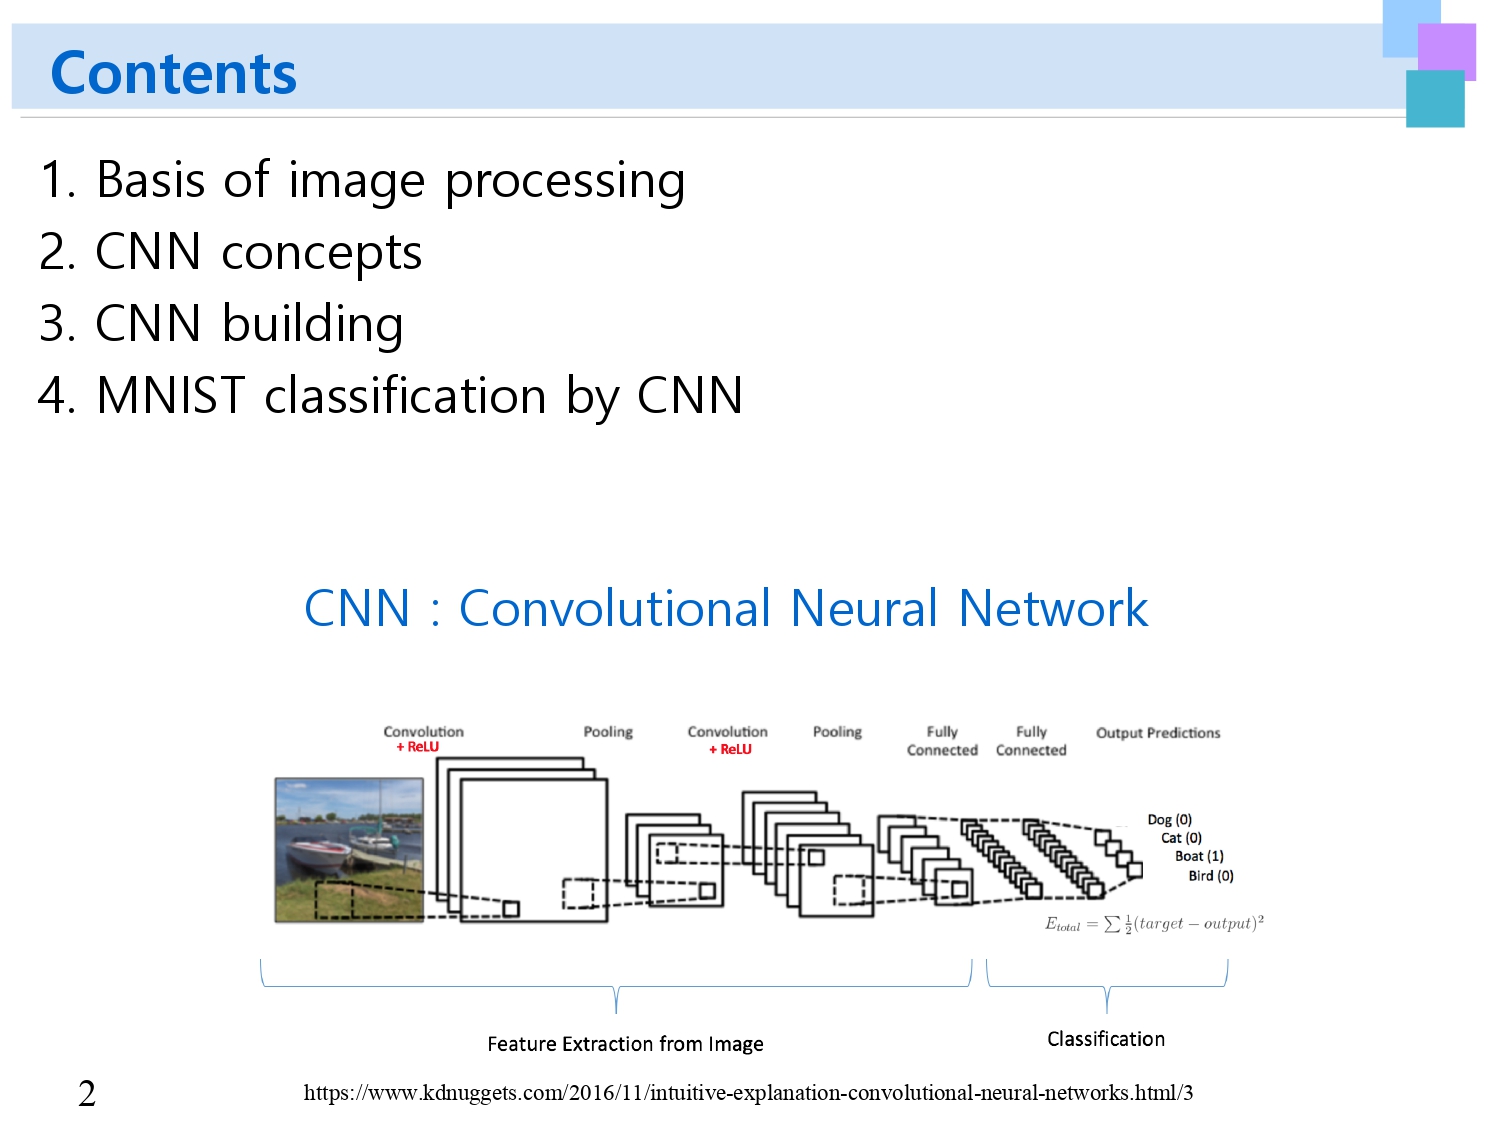 Contents
1. Basis of image processing
2. CNN concepts
3. CNN building
4. MNIST classification by CNN
CNN : Convolutional Neural Network
Convolution
+ ReLU
Pooling
Convolution
+ ReLU
Pooling
Fully
Connected
Fully
Connected
Output Predictions
Dog (0)
Cat (0)
Boat (1)
Bird (0)
E_{total} = ∑ ½(target − output)²
Feature Extraction from Image
Classification
2
https://www.kdnuggets.com/2016/11/intuitive-explanation-convolutional-neural-networks.html/3